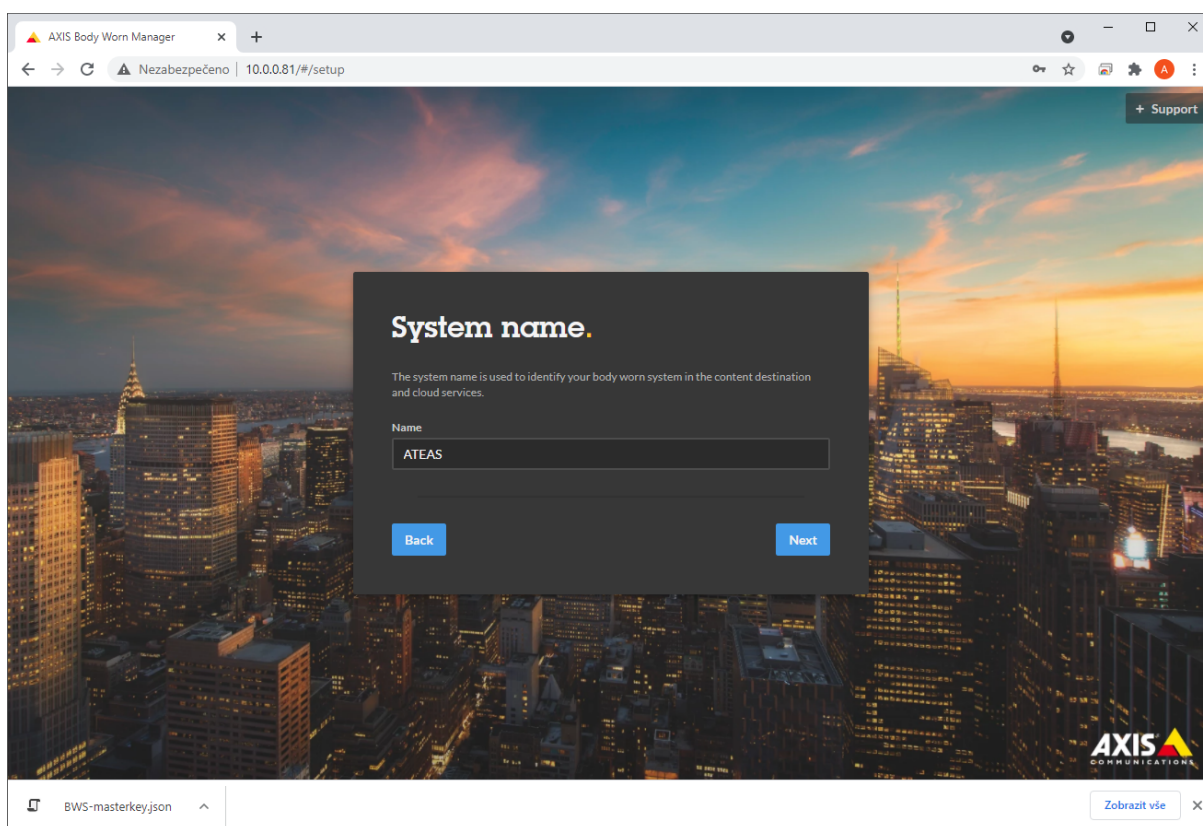 AXIS Body Worn Manager
Nezabezpečeno | 10.0.0.81/#/setup
A
+ Support
System name.
The system name is used to identify your body worn system in the content destination
and cloud services.
Name
ATEAS
Back
Next
AXIS
COMMUNICATIONS
BWS-masterkey.json
Zobrazit vše